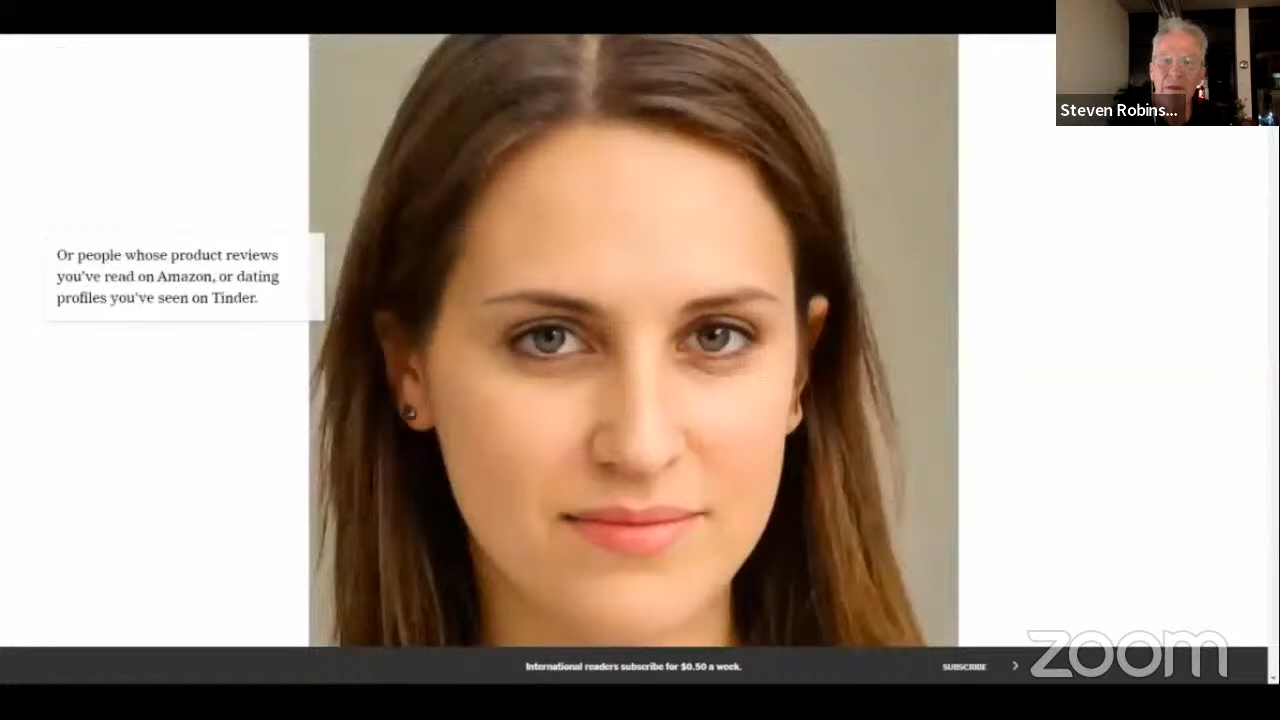 Steven Robins...
Or people whose product reviews
you've read on Amazon, or dating
profiles you've seen on Tinder.
International readers subscribe for $0.50 a week.
SUBSCRIBE
zoom